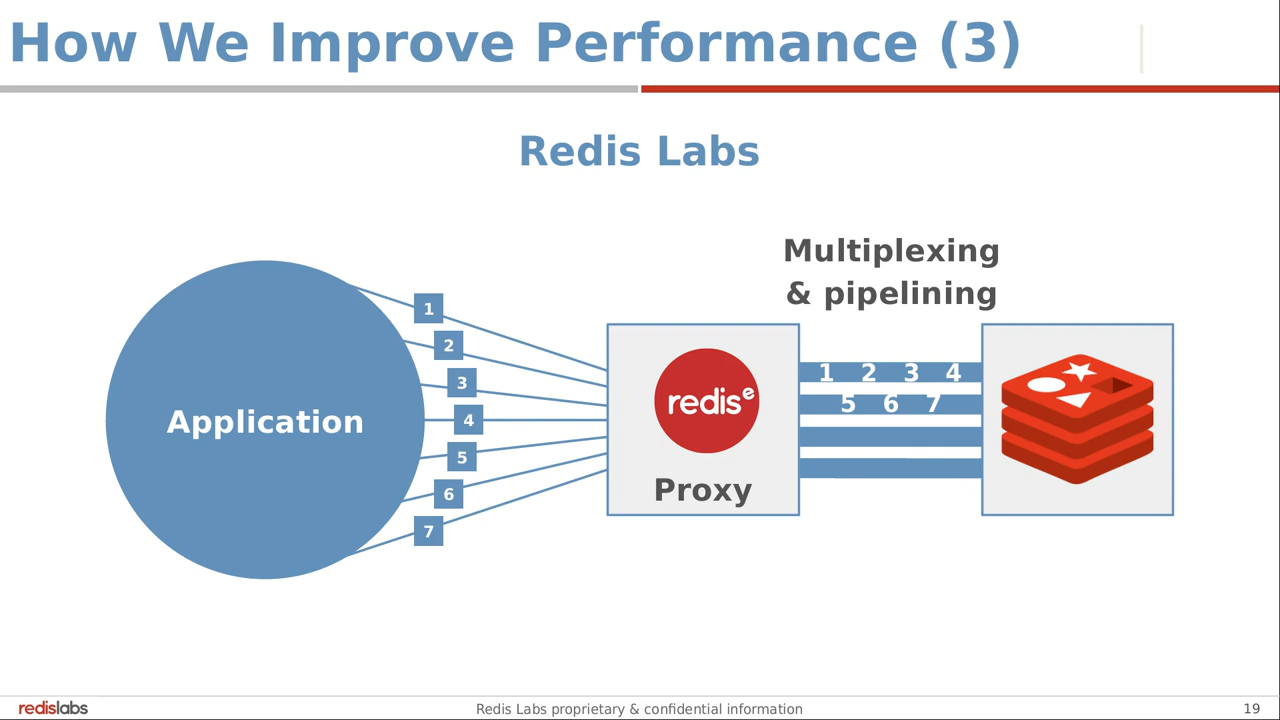 How We Improve Performance (3)
Redis Labs
Multiplexing
& pipelining
1
2
3
4
5
6
7
Application
redis e
Proxy
1 2 3 4
5 6 7
redislabs
Redis Labs proprietary & confidential information
19